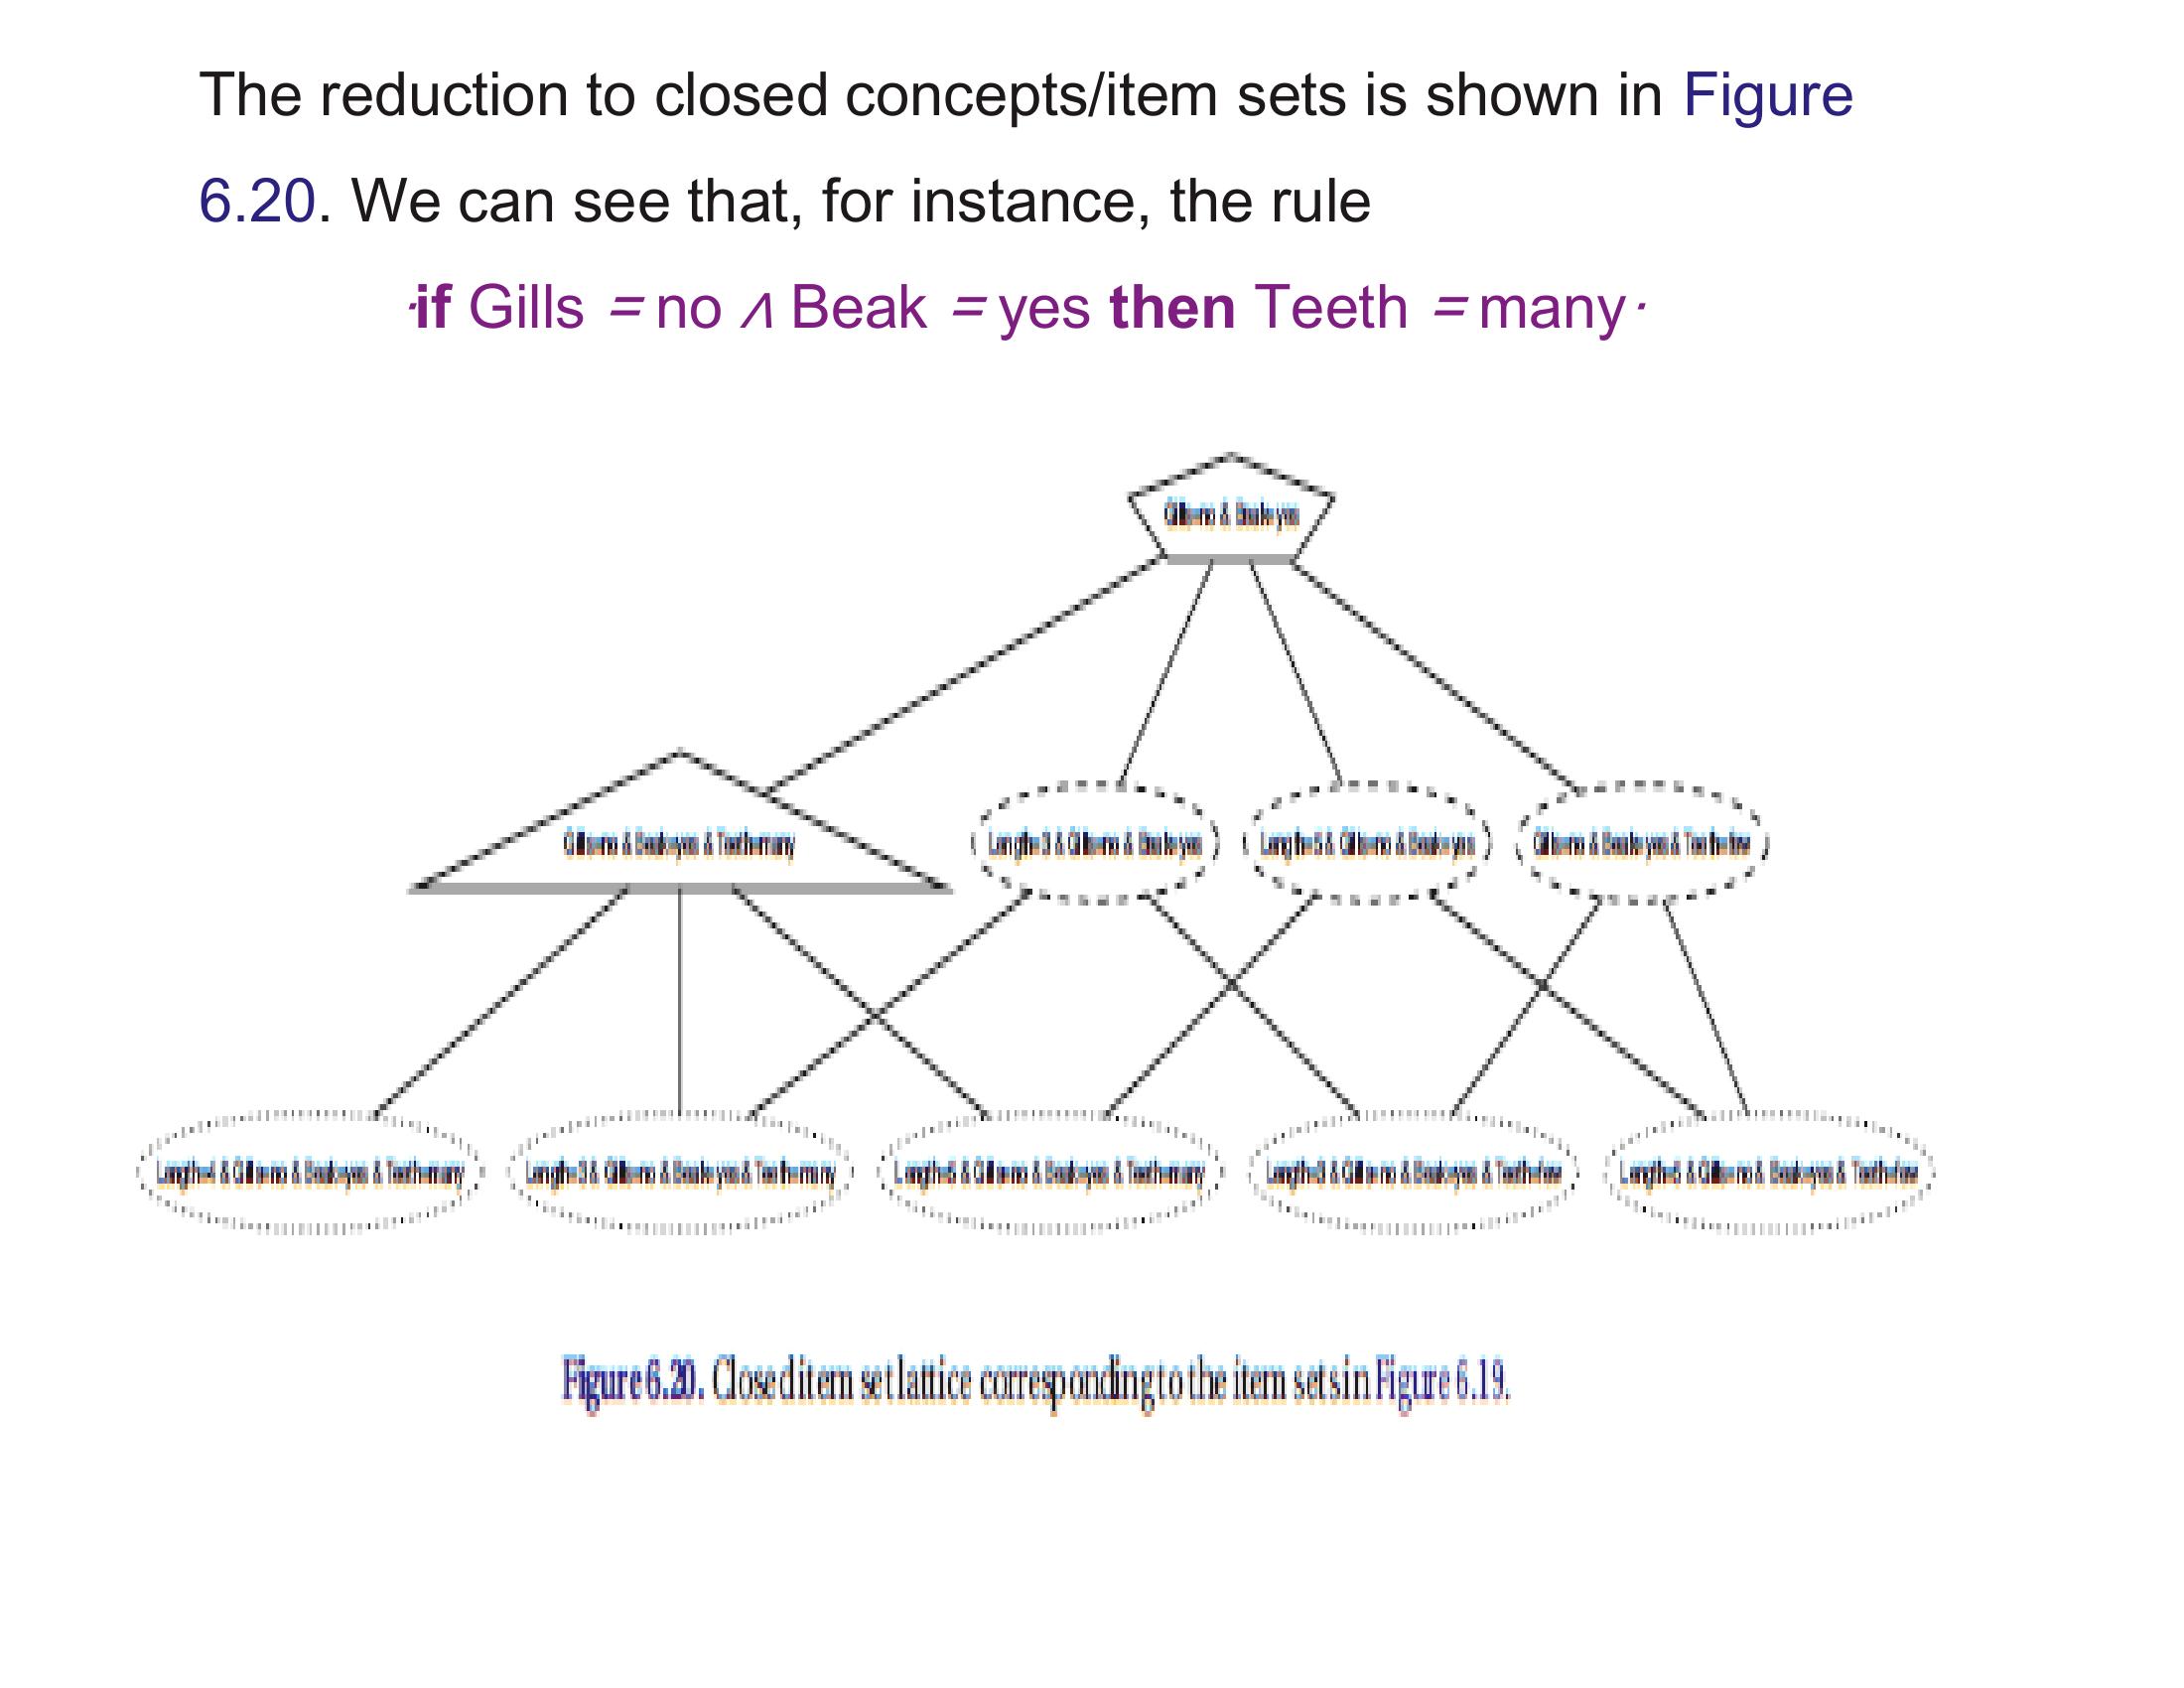 The reduction to closed concepts/item sets is shown in Figure
6.20. We can see that, for instance, the rule
·if Gills = no ∧ Beak = yes then Teeth = many·
Gills=no & Beak=yes
Gills=no & Beak=yes & Teeth=many
Length=3 & Gills=no & Beak=yes
Length=5 & Gills=no & Beak=yes
Gills=no & Beak=yes & Teeth=few
Length=4 & Gills=no & Beak=yes & Teeth=many
Length=3 & Gills=no & Beak=yes & Teeth=many
Length=5 & Gills=no & Beak=yes & Teeth=many
Length=3 & Gills=no & Beak=yes & Teeth=few
Length=5 & Gills=no & Beak=yes & Teeth=few
Figure 6.20. Closed item set lattice corresponding to the item sets in Figure 6.19.